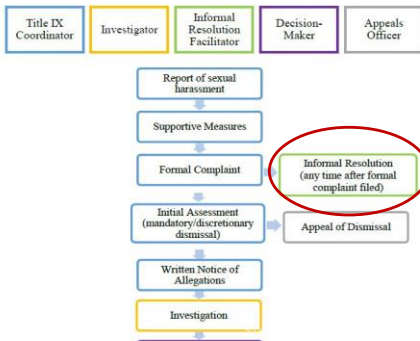 Title IX
Coordinator
Investigator
Informal
Resolution
Facilitator
Decision-
Maker
Appeals
Officer
Report of sexual
harassment
Supportive Measures
Formal Complaint
Informal Resolution
(any time after formal
complaint filed)
Initial Assessment
(mandatory/discretionary
dismissal)
Appeal of Dismissal
Written Notice of
Allegations
Investigation